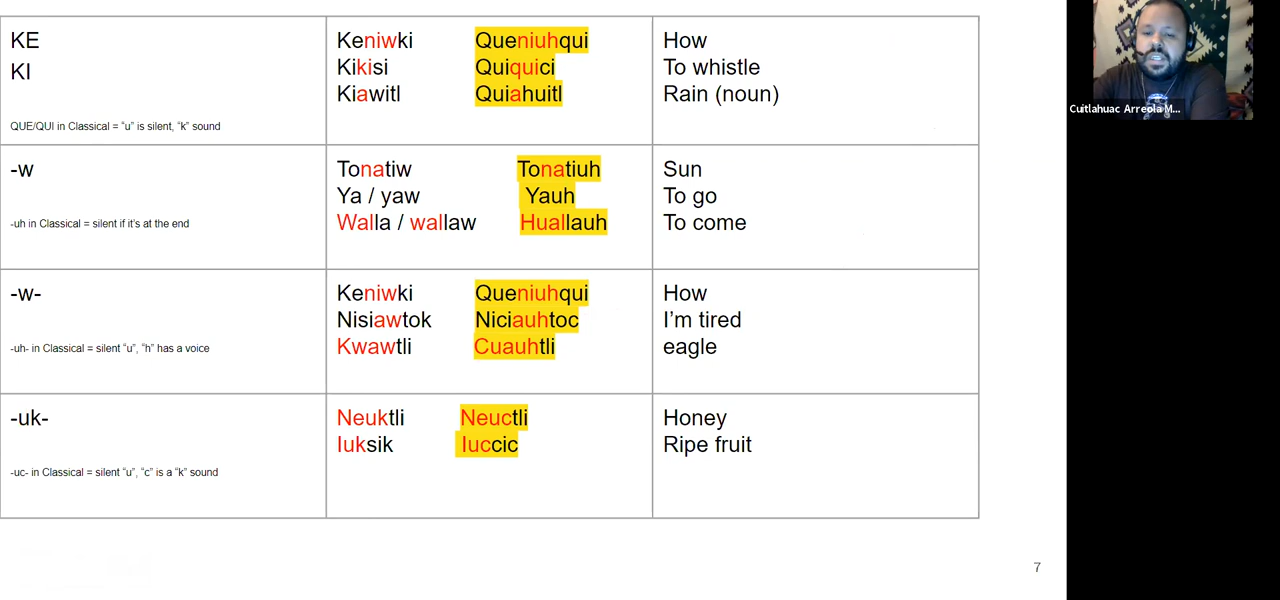 KE
KI
QUE/QUI in Classical = “u” is silent, “k” sound
Keniwki Queniuhqui How
Kikisi Quiquici To whistle
Kiawitl Quiahuitl Rain (noun)
-w
-uh in Classical = silent if it's at the end
Tonatiw Tonatiuh Sun
Ya / yaw Yauh To go
Walla / wallaw Huallauh To come
-w-
-uh- in Classical = silent “u”, “h” has a voice
Keniwki Queniuhqui How
Nisiawtok Niciauhtoc I’m tired
Kwawtli Cuauhtli eagle
-uk-
-uc- in Classical = silent “u”, “c” is a “k” sound
Neuktli Neuctli Honey
Iuksik Iuccic Ripe fruit
7
Cuitlahuac Arreola M...